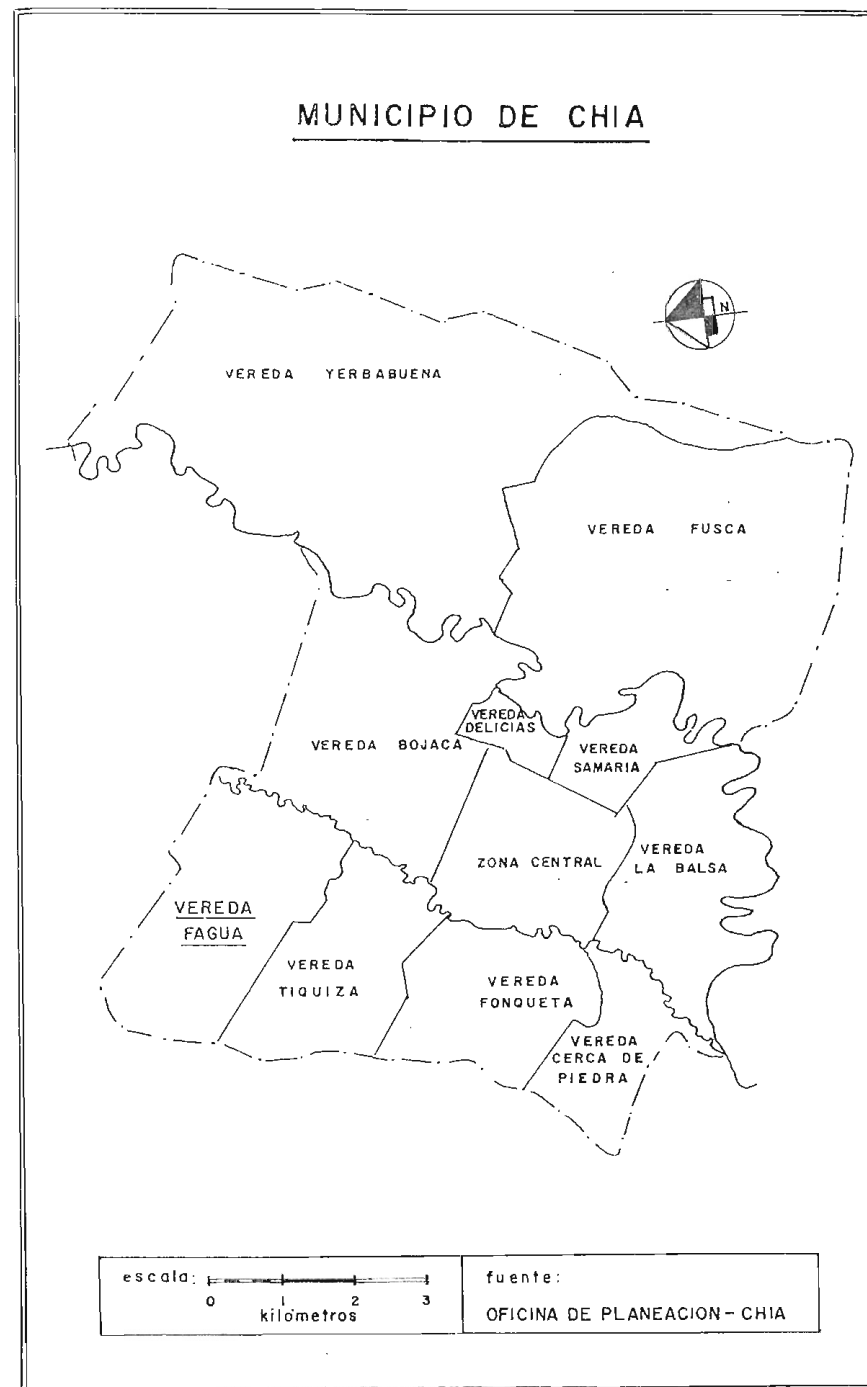 MUNICIPIO DE CHIA
N
VEREDA YERBABUENA
VEREDA FUSCA
VEREDA
DELICIAS
VEREDA BOJACA
VEREDA
SAMARIA
ZONA CENTRAL
VEREDA
LA BALSA
VEREDA
FAGUA
VEREDA
TIQUIZA
VEREDA
FONQUETA
VEREDA
CERCA DE
PIEDRA
escala:
0 1 2 3
kilómetros
fuente:
OFICINA DE PLANEACION - CHIA